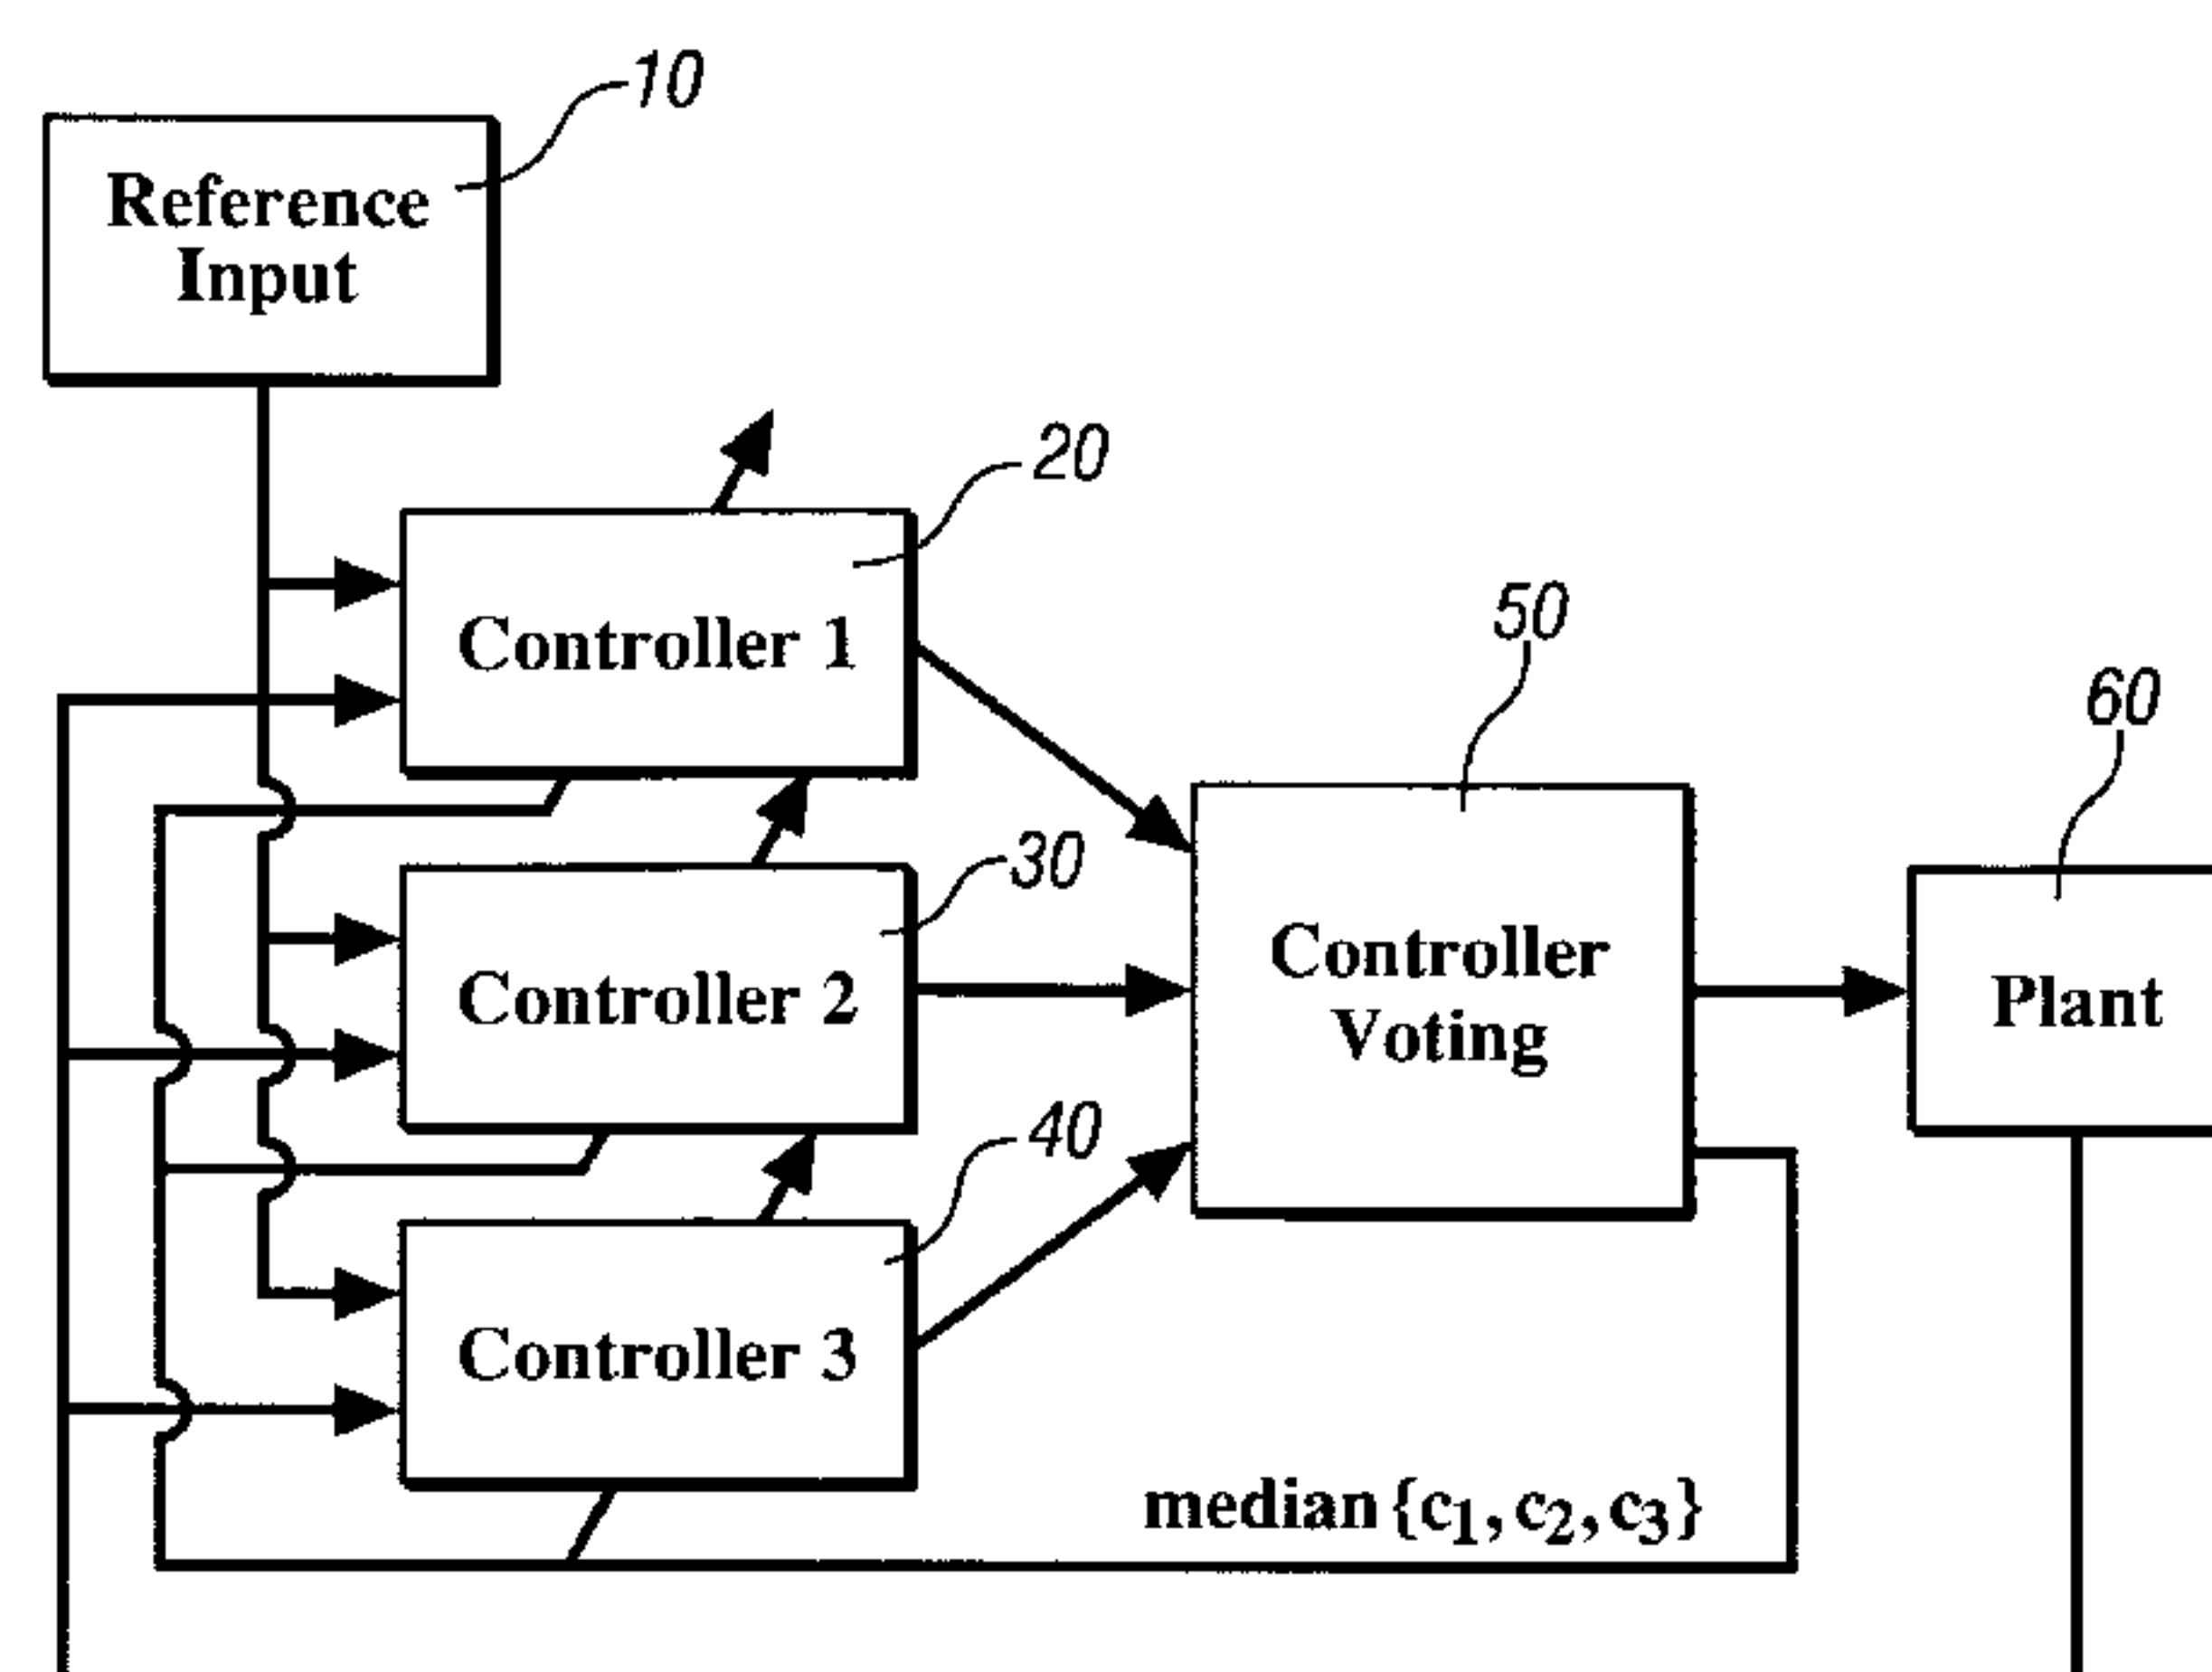 10
Reference
Input
20
Controller 1
50
60
30
Controller 2
Controller
Voting
Plant
40
Controller 3
median {c₁, c₂, c₃}